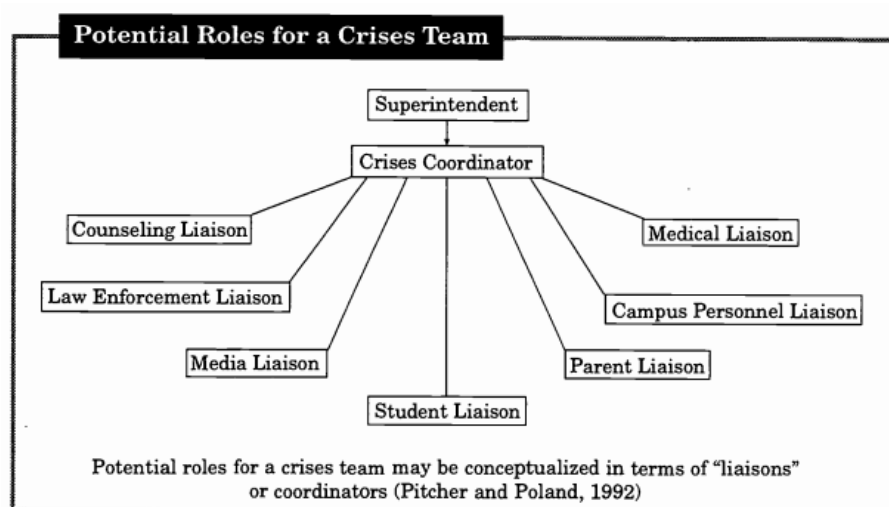 Potential Roles for a Crises Team
Superintendent
Crises Coordinator
Counseling Liaison
Medical Liaison
Law Enforcement Liaison
Campus Personnel Liaison
Media Liaison
Parent Liaison
Student Liaison
Potential roles for a crises team may be conceptualized in terms of “liaisons”
or coordinators (Pitcher and Poland, 1992)